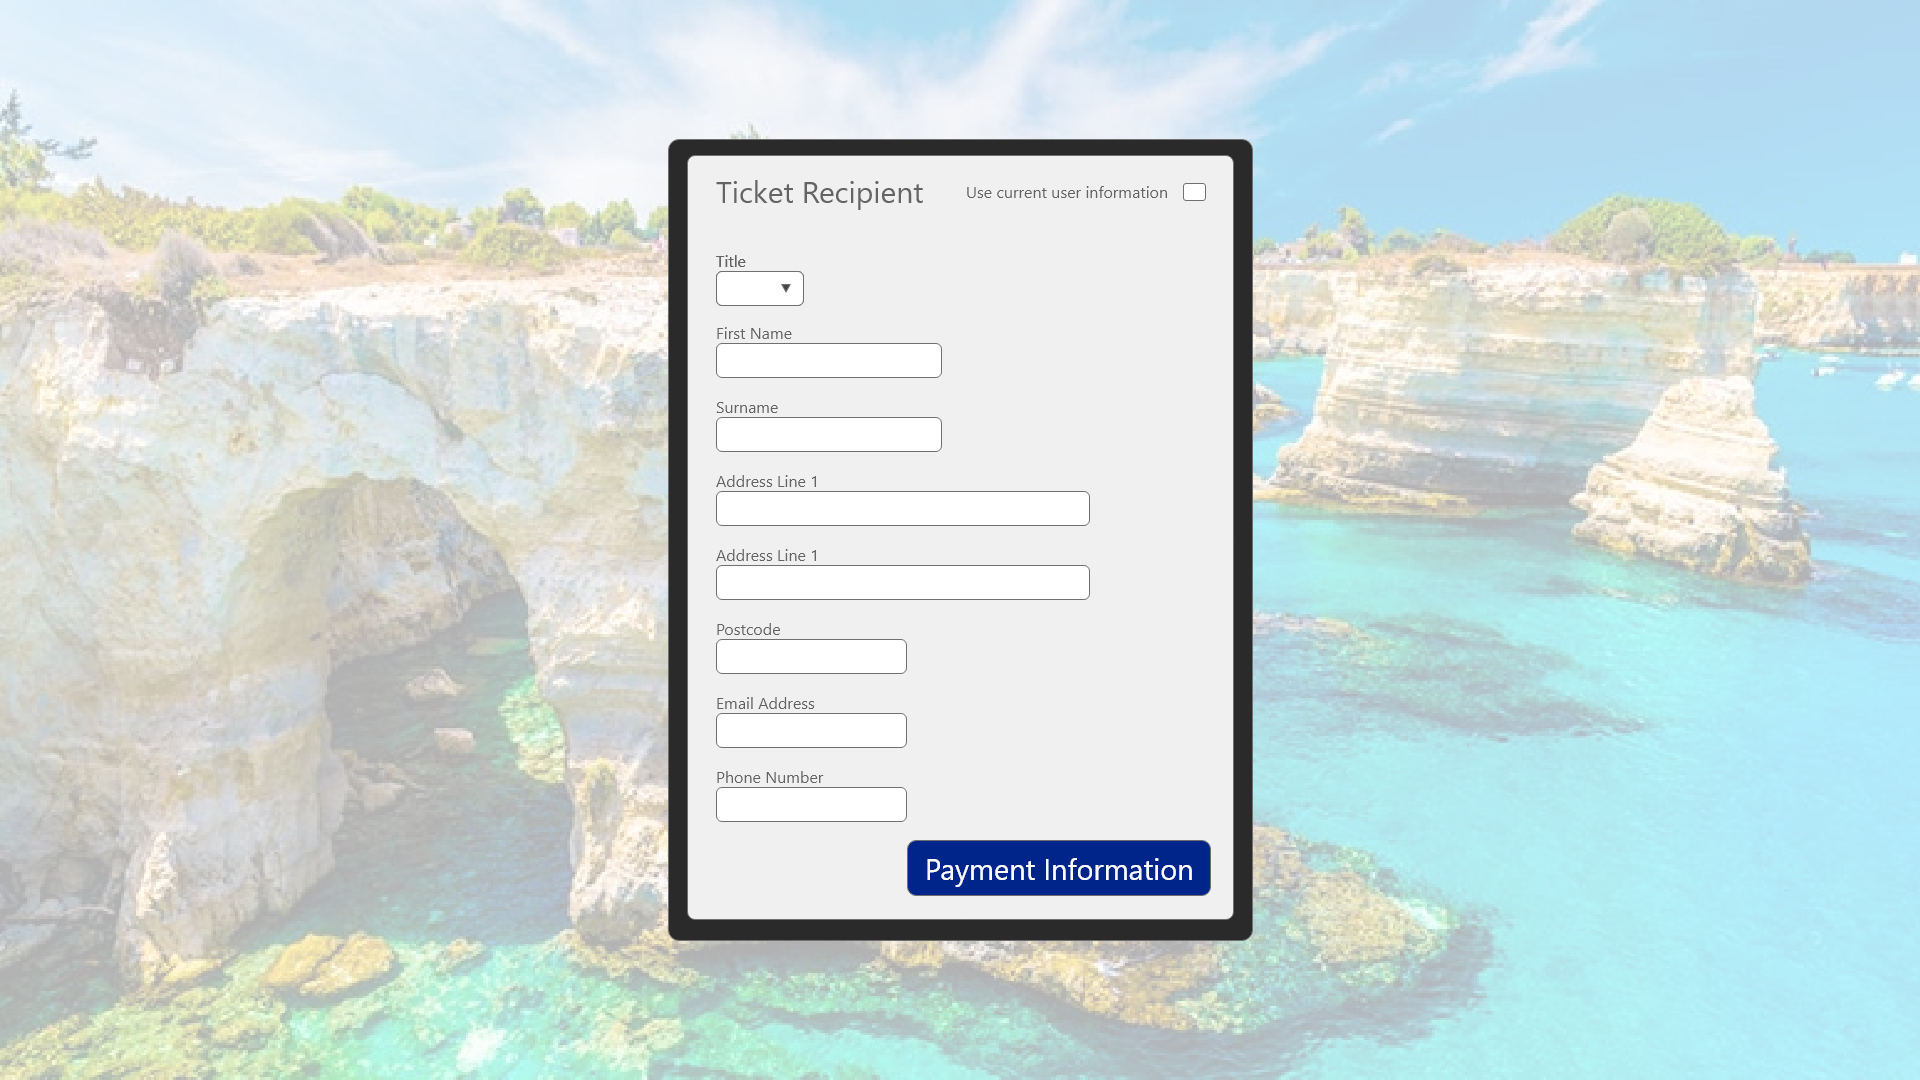 Ticket Recipient
Use current user information
Title
First Name
Surname
Address Line 1
Address Line 1
Postcode
Email Address
Phone Number
Payment Information